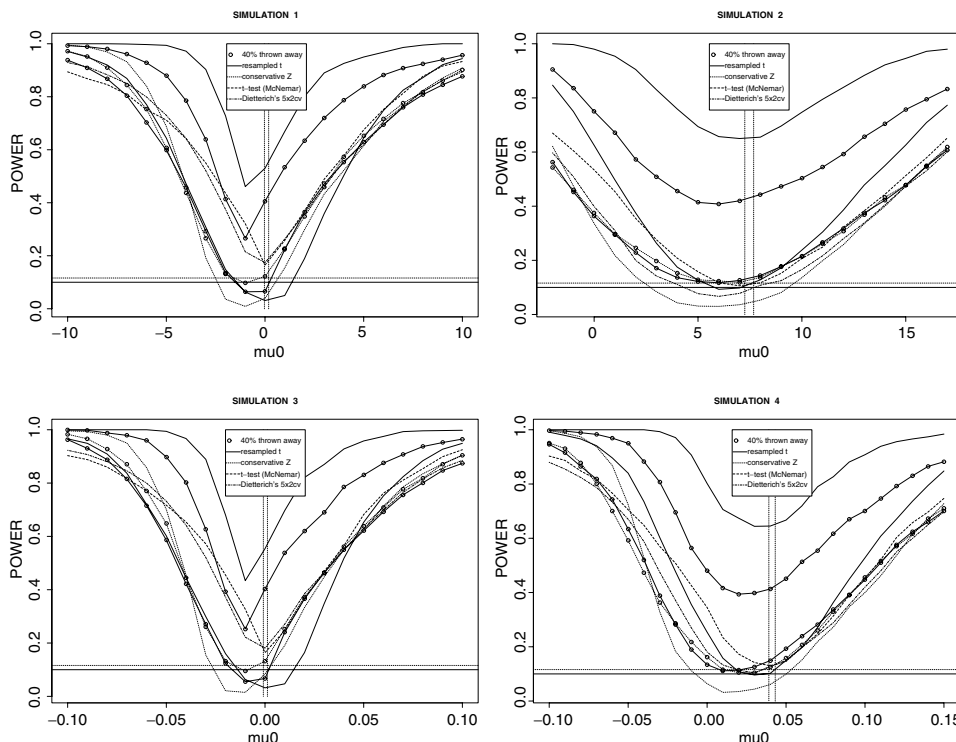 SIMULATION 1
POWER
0.0 0.2 0.4 0.6 0.8 1.0
40% thrown away
resampled t
conservative Z
t−test (McNemar)
Dietterich's 5x2cv
−10 −5 0 5 10
mu0
SIMULATION 2
POWER
0.0 0.2 0.4 0.6 0.8 1.0
40% thrown away
resampled t
conservative Z
t−test (McNemar)
Dietterich's 5x2cv
0 5 10 15
mu0
SIMULATION 3
POWER
0.0 0.2 0.4 0.6 0.8 1.0
40% thrown away
resampled t
conservative Z
t−test (McNemar)
Dietterich's 5x2cv
−0.10 −0.05 0.00 0.05 0.10
mu0
SIMULATION 4
POWER
0.0 0.2 0.4 0.6 0.8 1.0
40% thrown away
resampled t
conservative Z
t−test (McNemar)
Dietterich's 5x2cv
−0.10 −0.05 0.00 0.05 0.10 0.15
mu0